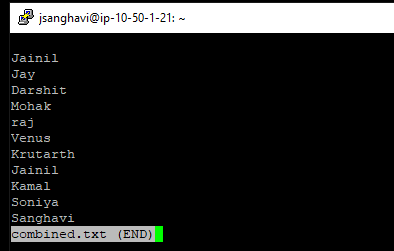 jsanghavi@ip-10-50-1-21: ~
Jainil
Jay
Darshit
Mohak
raj
Venus
Krutarth
Jainil
Kamal
Soniya
Sanghavi
combined.txt (END)